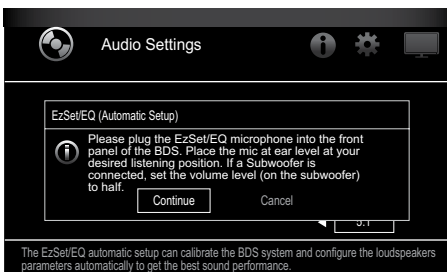 Audio Settings
EzSet/EQ (Automatic Setup)
Please plug the EzSet/EQ microphone into the front
panel of the BDS. Place the mic at ear level at your
desired listening position. If a Subwoofer is
connected, set the volume level (on the subwoofer)
to half.
Continue
Cancel
5.1
The EzSet/EQ automatic setup can calibrate the BDS system and configure the loudspeakers
parameters automatically to get the best sound performance.